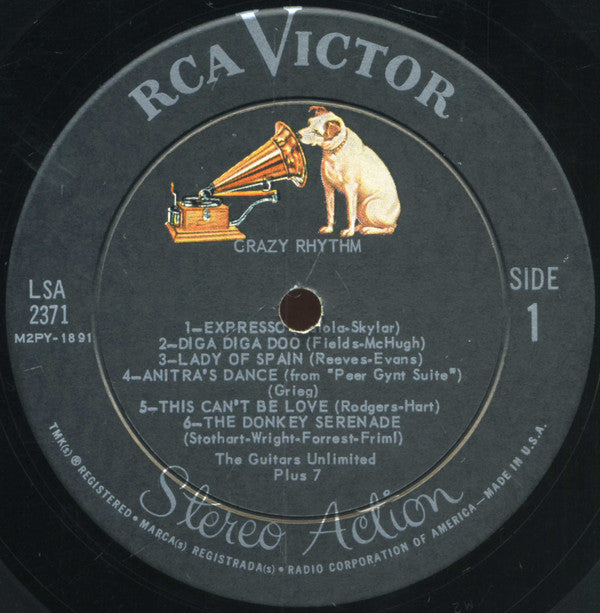 RCA VICTOR
CRAZY RHYTHM
LSA
2371
M2PY-1891
SIDE
1
1—EXPRESSO ola-Skylar)
2—DIGA DIGA DOO (Fields-McHugh)
3—LADY OF SPAIN (Reeves-Evans)
4—ANITRA'S DANCE (from "Peer Gynt Suite")
(Grieg)
5—THIS CAN'T BE LOVE (Rodgers-Hart)
6—THE DONKEY SERENADE
(Stothart-Wright-Forrest-Friml)
The Guitars Unlimited
Plus 7
Stereo Action
TMK(s) ® REGISTERED • MARCA(s) REGISTRADA(s) • RADIO CORPORATION OF AMERICA—MADE IN U.S.A.